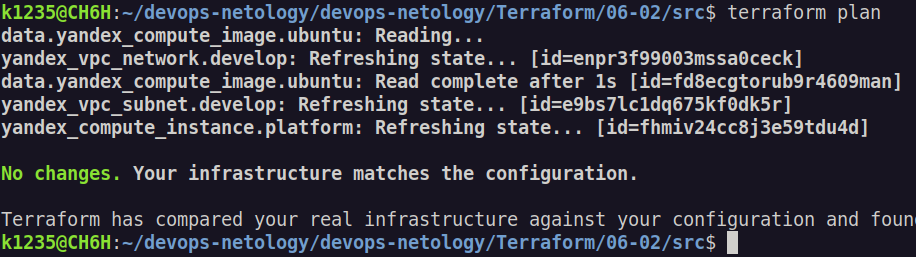 k1235@CH6H:~/devops-netology/devops-netology/Terraform/06-02/src$ terraform plan
data.yandex_compute_image.ubuntu: Reading...
yandex_vpc_network.develop: Refreshing state... [id=enpr3f99003mssa0ceck]
data.yandex_compute_image.ubuntu: Read complete after 1s [id=fd8ecgtorub9r4609man]
yandex_vpc_subnet.develop: Refreshing state... [id=e9bs7lc1dq675kf0dk5r]
yandex_compute_instance.platform: Refreshing state... [id=fhmiv24cc8j3e59tdu4d]
No changes. Your infrastructure matches the configuration.
Terraform has compared your real infrastructure against your configuration and foun
k1235@CH6H:~/devops-netology/devops-netology/Terraform/06-02/src$